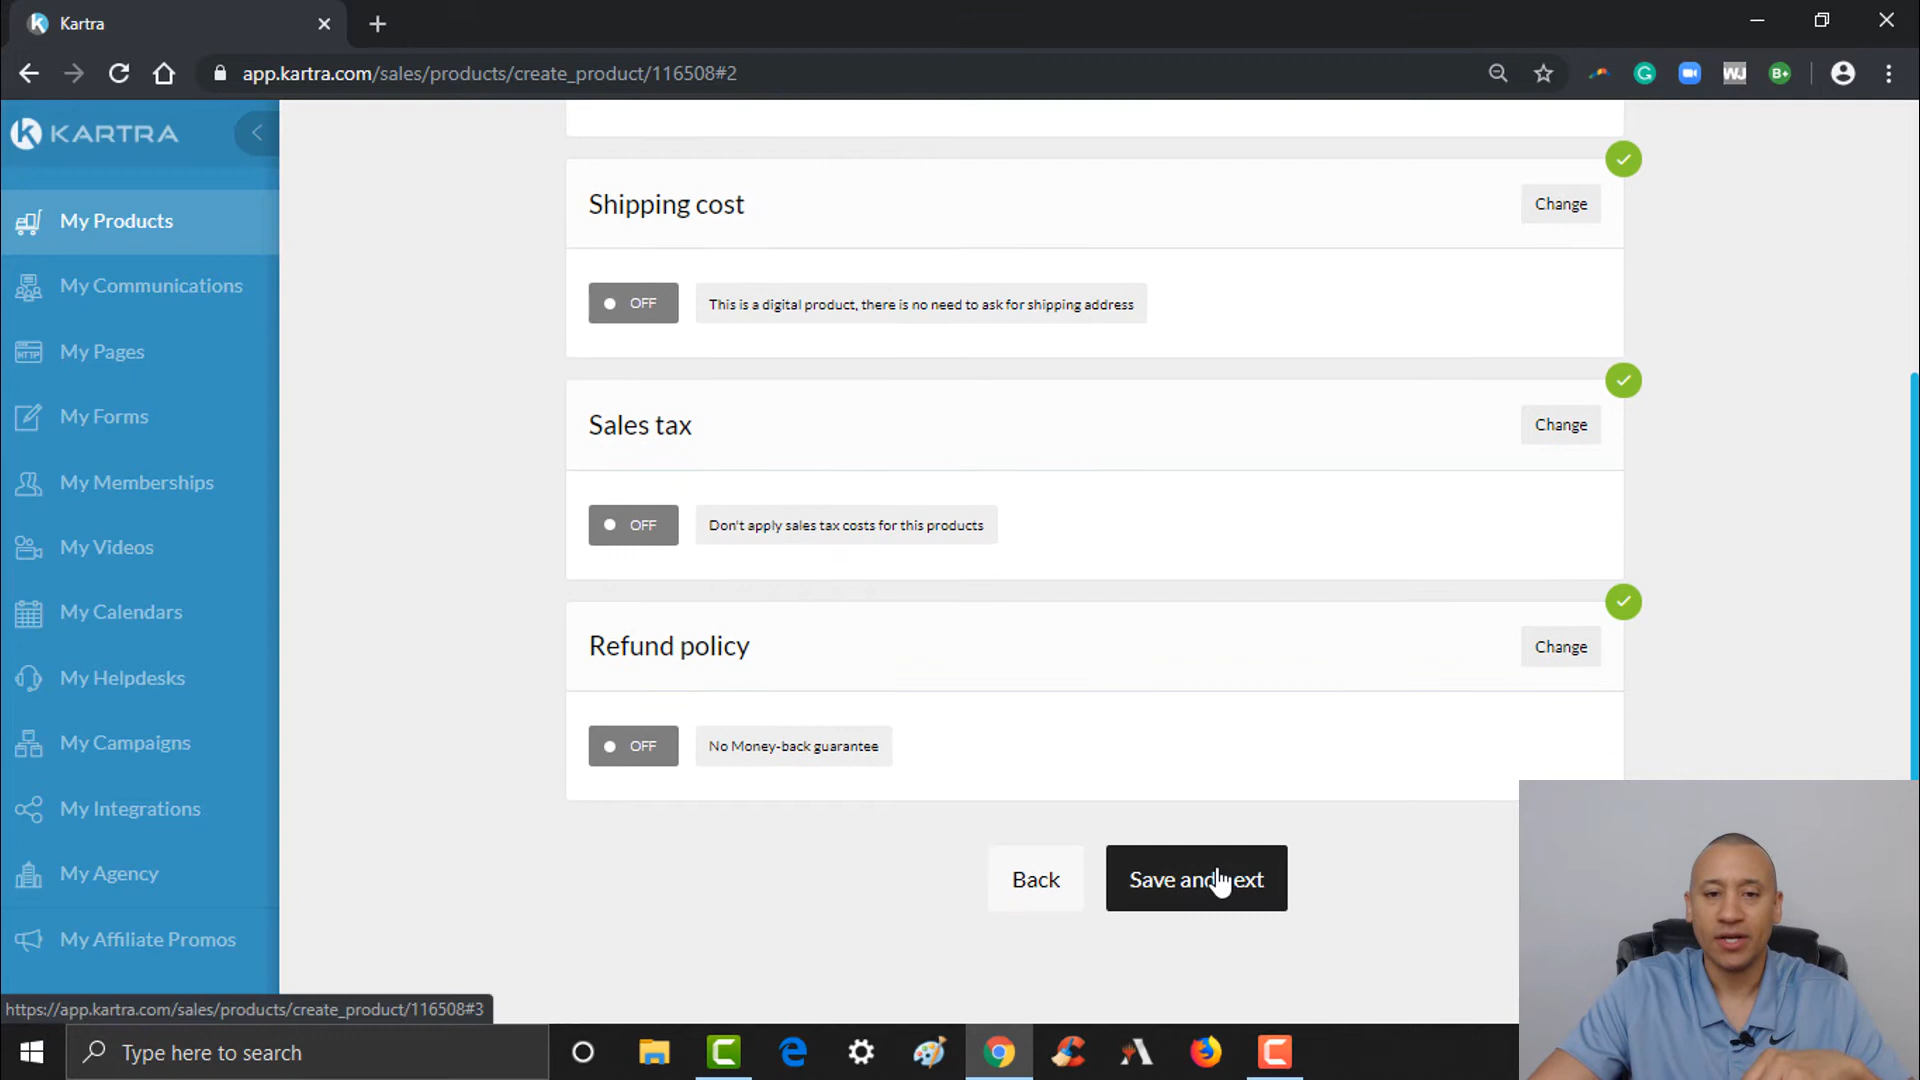 Kartra
app.kartra.com/sales/products/create_product/116508#2
KARTRA
My Products
My Communications
My Pages
My Forms
My Memberships
My Videos
My Calendars
My Helpdesks
My Campaigns
My Integrations
My Agency
My Affiliate Promos
Shipping cost
Change
OFF
This is a digital product, there is no need to ask for shipping address
Sales tax
Change
OFF
Don't apply sales tax costs for this products
Refund policy
Change
OFF
No Money-back guarantee
Back
Save and ext
https://app.kartra.com/sales/products/create_product/116508#3
Type here to search